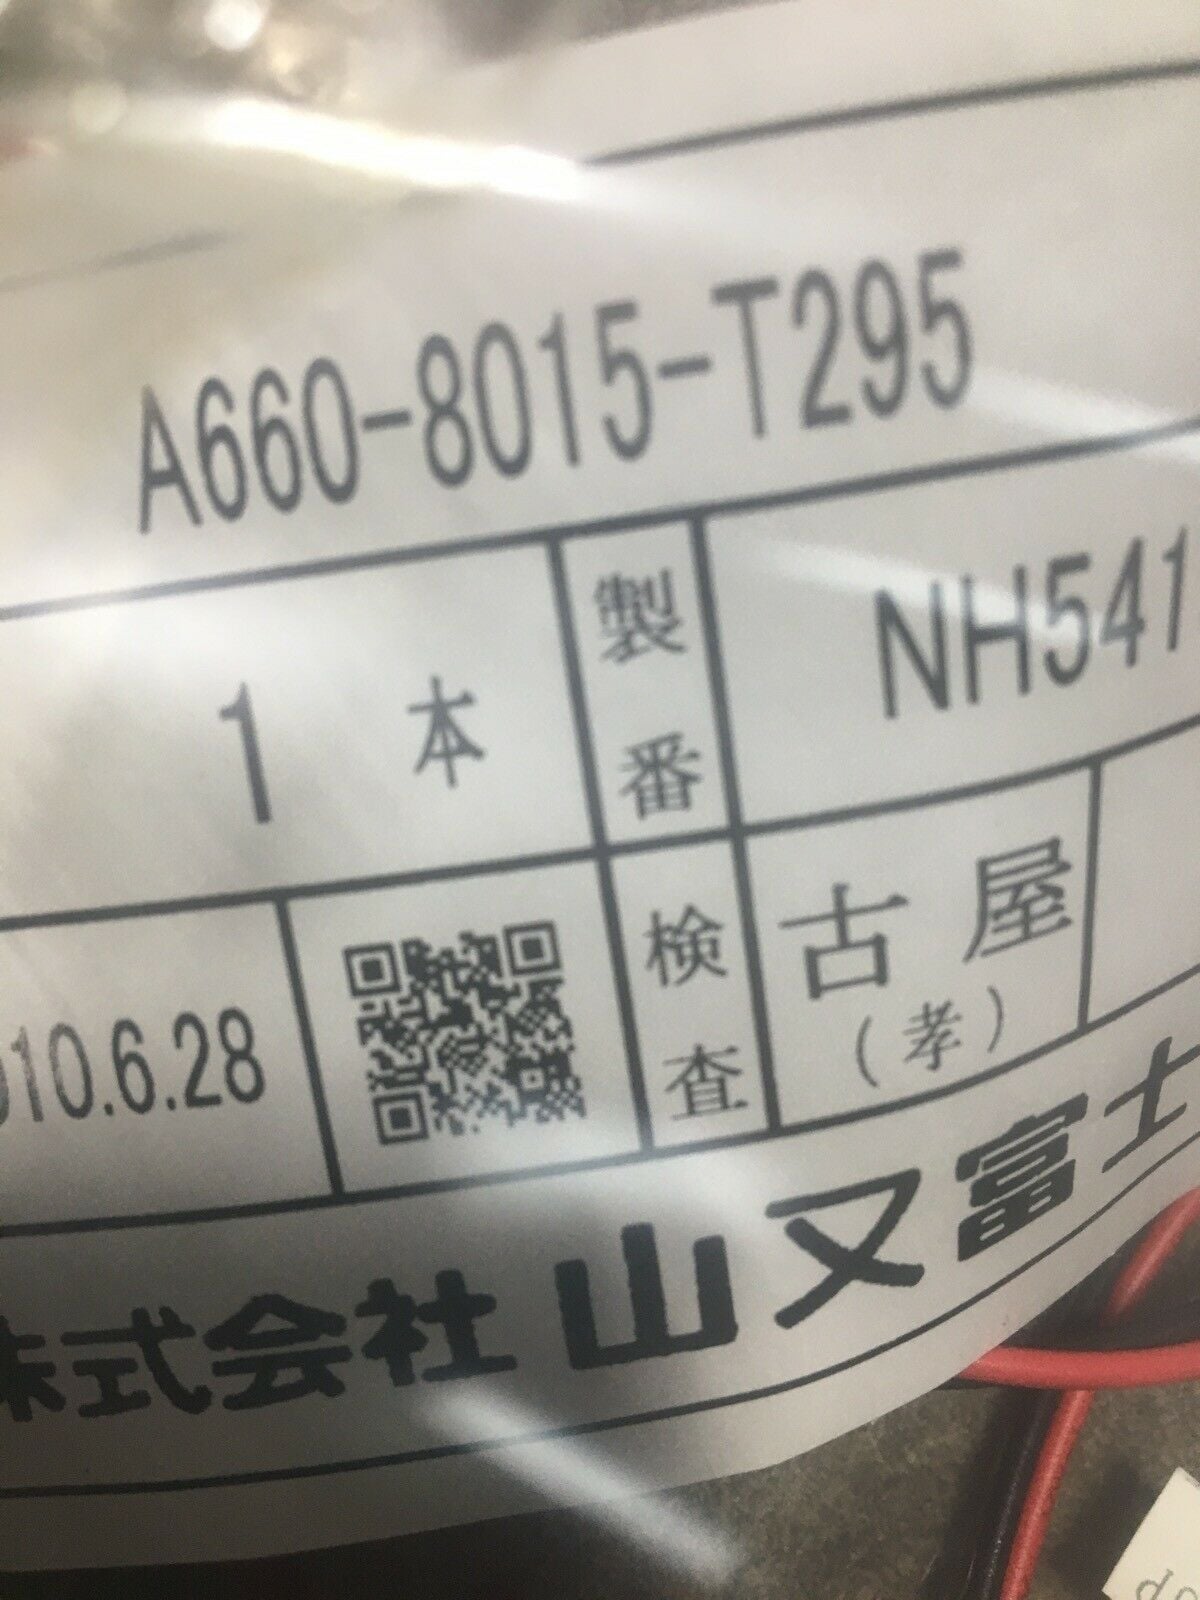 A660-8015-T295
1 本
製番
NH541
010.6.28
検査
古屋
(孝)
株式会社 山又富士